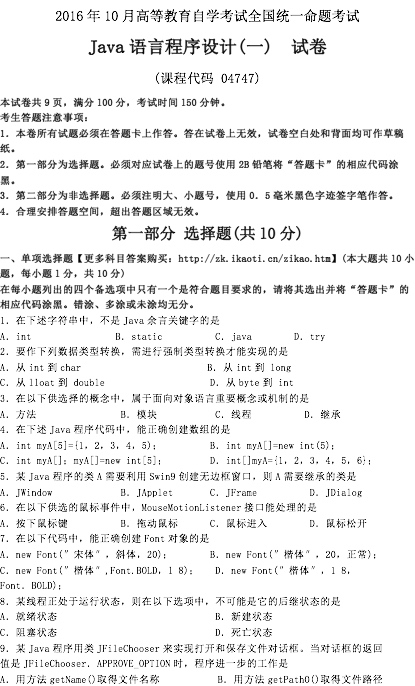 2016 年 10 月高等教育自学考试全国统一命题考试
Java 语言程序设计(一)  试卷
(课程代码 04747)
本试卷共 9 页，满分 100 分，考试时间 150 分钟。
考生答题注意事项：
1．本卷所有试题必须在答题卡上作答。答在试卷上无效，试卷空白处和背面均可作草稿
纸。
2．第一部分为选择题。必须对应试卷上的题号使用 2B 铅笔将“答题卡”的相应代码涂
黑。
3．第二部分为非选择题。必须注明大、小题号，使用 0．5 毫米黑色字迹签字笔作答。
4．合理安排答题空间，超出答题区域无效。
第一部分 选择题(共 10 分)
一、单项选择题【更多科目答案购买：http://zk.ikaoti.cn/zikao.htm】(本大题共 10 小
题，每小题 1 分，共 10 分)
在每小题列出的四个备选项中只有一个是符合题目要求的，请将其选出并将“答题卡”的
相应代码涂黑。错涂、多涂或未涂均无分。
1．在下述字符串中，不是 Java 余言关键字的是
A．int  B．static  C．java  D．try
2．要作下列数据类型转换，需进行强制类型转换才能实现的是
A．从 int 到 char  B．从 int 到 long
C．从 lloat 到 double  D．从 byte 到 int
3．在以下供选择的概念中，属于面向对象语言重要概念或机制的是
A．方法  B．模块  C．线程  D．继承
4．在下述 Java 程序代码中，能正确创建数组的是
A．int myA[5]={1，2，3，4，5}；  B．int myA[]=new int(5)；
C．int myA[]；myA[]=new int[5]；  D．int[]myA={1，2，3，4，5，6}；
5．某 Java 程序的类 A 需要利用 Swin9 创建无边框窗口，则 A 需要继承的类是
A．JWindow  B．JApplet  C．JFrame  D．JDialog
6．在以下供选的鼠标事件中，MouseMotionListener 接口能处理的是
A．按下鼠标键  B．拖动鼠标  C．鼠标进入  D．鼠标松开
7．在以下代码中，能正确创建 Font 对象的是
A．new Font(″宋体″，斜体，20)；  B．new Font(″楷体″，20，正常)；
C．new Font(″楷体″,Font.BOLD，1 8)；  D．new Font(″楷体″，1 8，
Font．BOLD)；
8．某线程正处于运行状态，则在以下选项中，不可能是它的后继状态的是
A．就绪状态  B．新建状态
C．阻塞状态  D．死亡状态
9．某 Java 程序用类 JFileChooser 来实现打开和保存文件对话框。当对话框的返回
值是 JFileChooser．APPROVE_OPTION 时，程序进一步的工作是
A．用方法 getName()取得文件名称  B．用方法 getPath0()取得文件路径